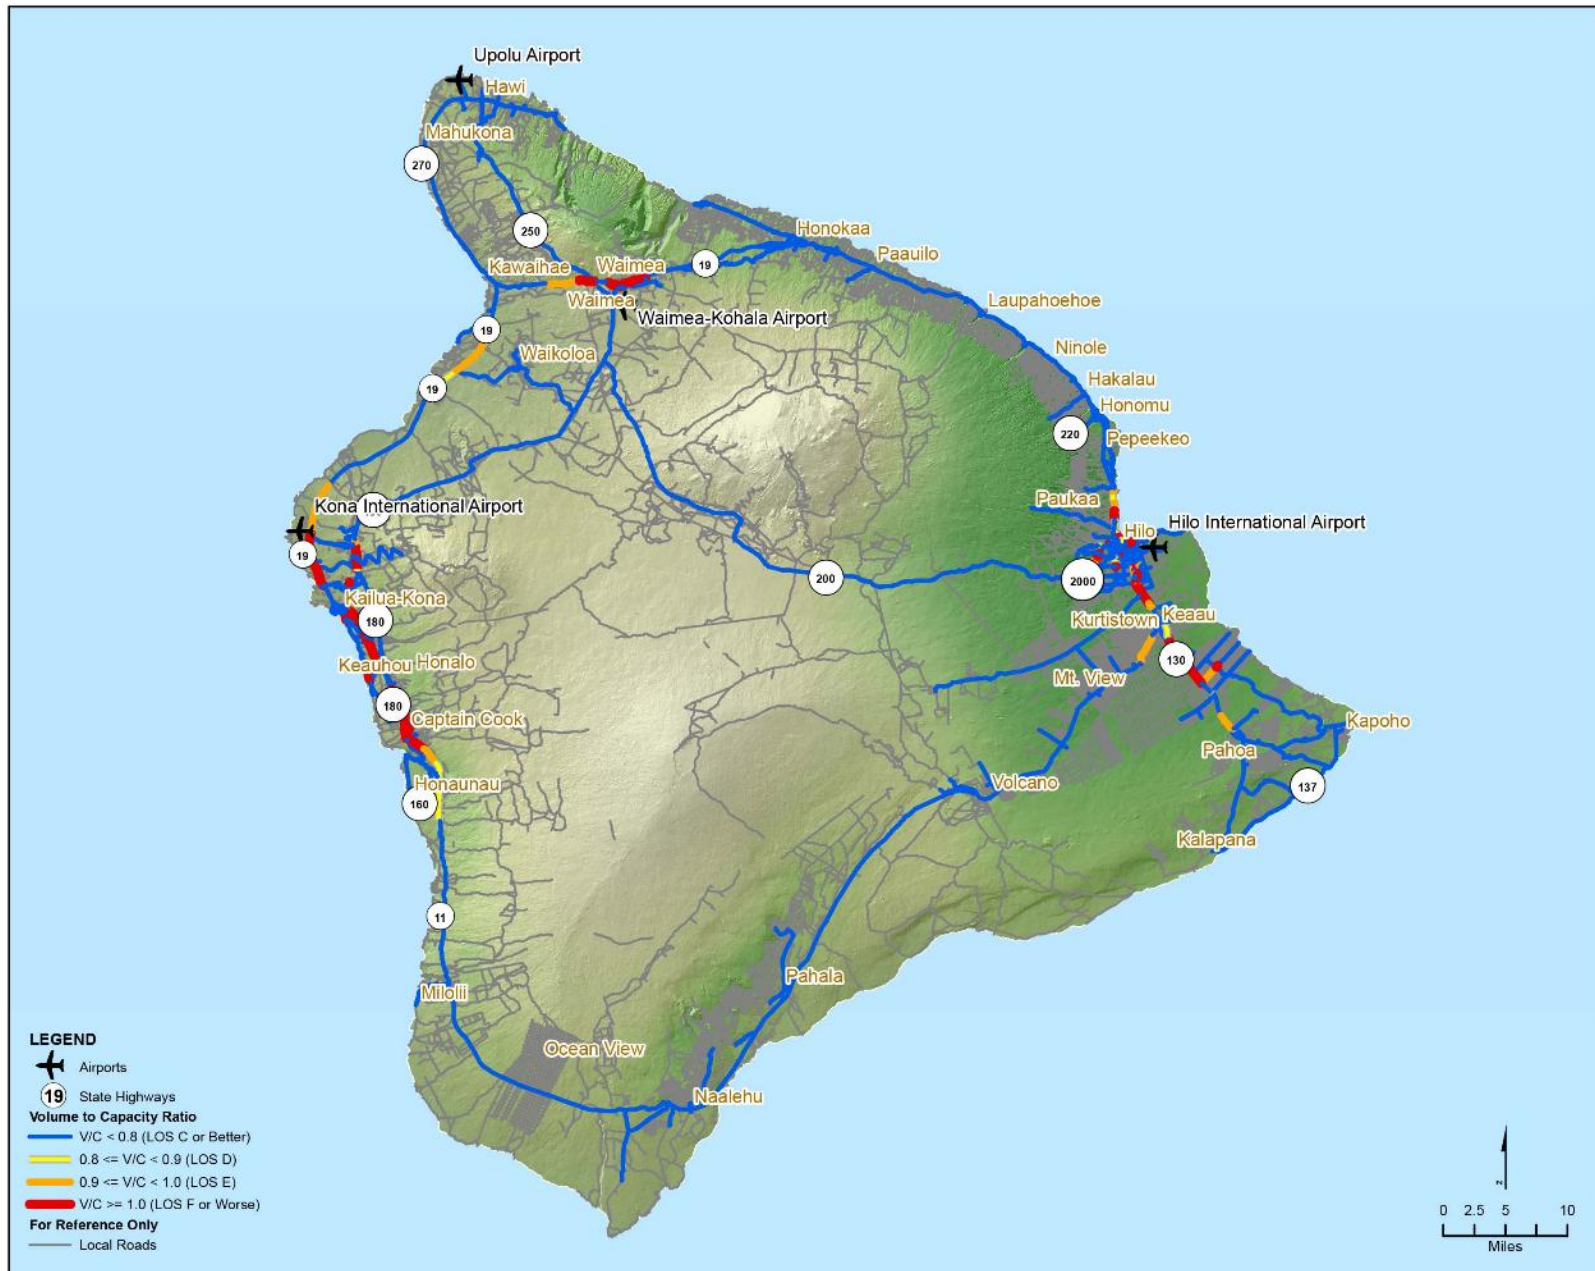 Upolu Airport
Hawi
Mahukona
270
250
Honokaa
Kawaihae
Waimea
19
Paauilo
Waimea
Laupahoehoe
Waimea-Kohala Airport
19
Waikoloa
Ninole
19
Hakalau
Honomu
220
Pepeekeo
Kona International Airport
Paukaa
Hilo International Airport
Hilo
19
200
2000
Kailua-Kona
180
Kurtistown
Keaau
Keauhou
Honalo
130
Mt. View
180
Captain Cook
Kapoho
Pahoa
Honaunau
Volcano
137
160
Kalapana
11
Pahala
Milolii
Ocean View
Naalehu
LEGEND
Airports
19 State Highways
Volume to Capacity Ratio
V/C < 0.8 (LOS C or Better)
0.8 <= V/C < 0.9 (LOS D)
0.9 <= V/C < 1.0 (LOS E)
V/C >= 1.0 (LOS F or Worse)
For Reference Only
Local Roads
N
0 2.5 5 10
Miles